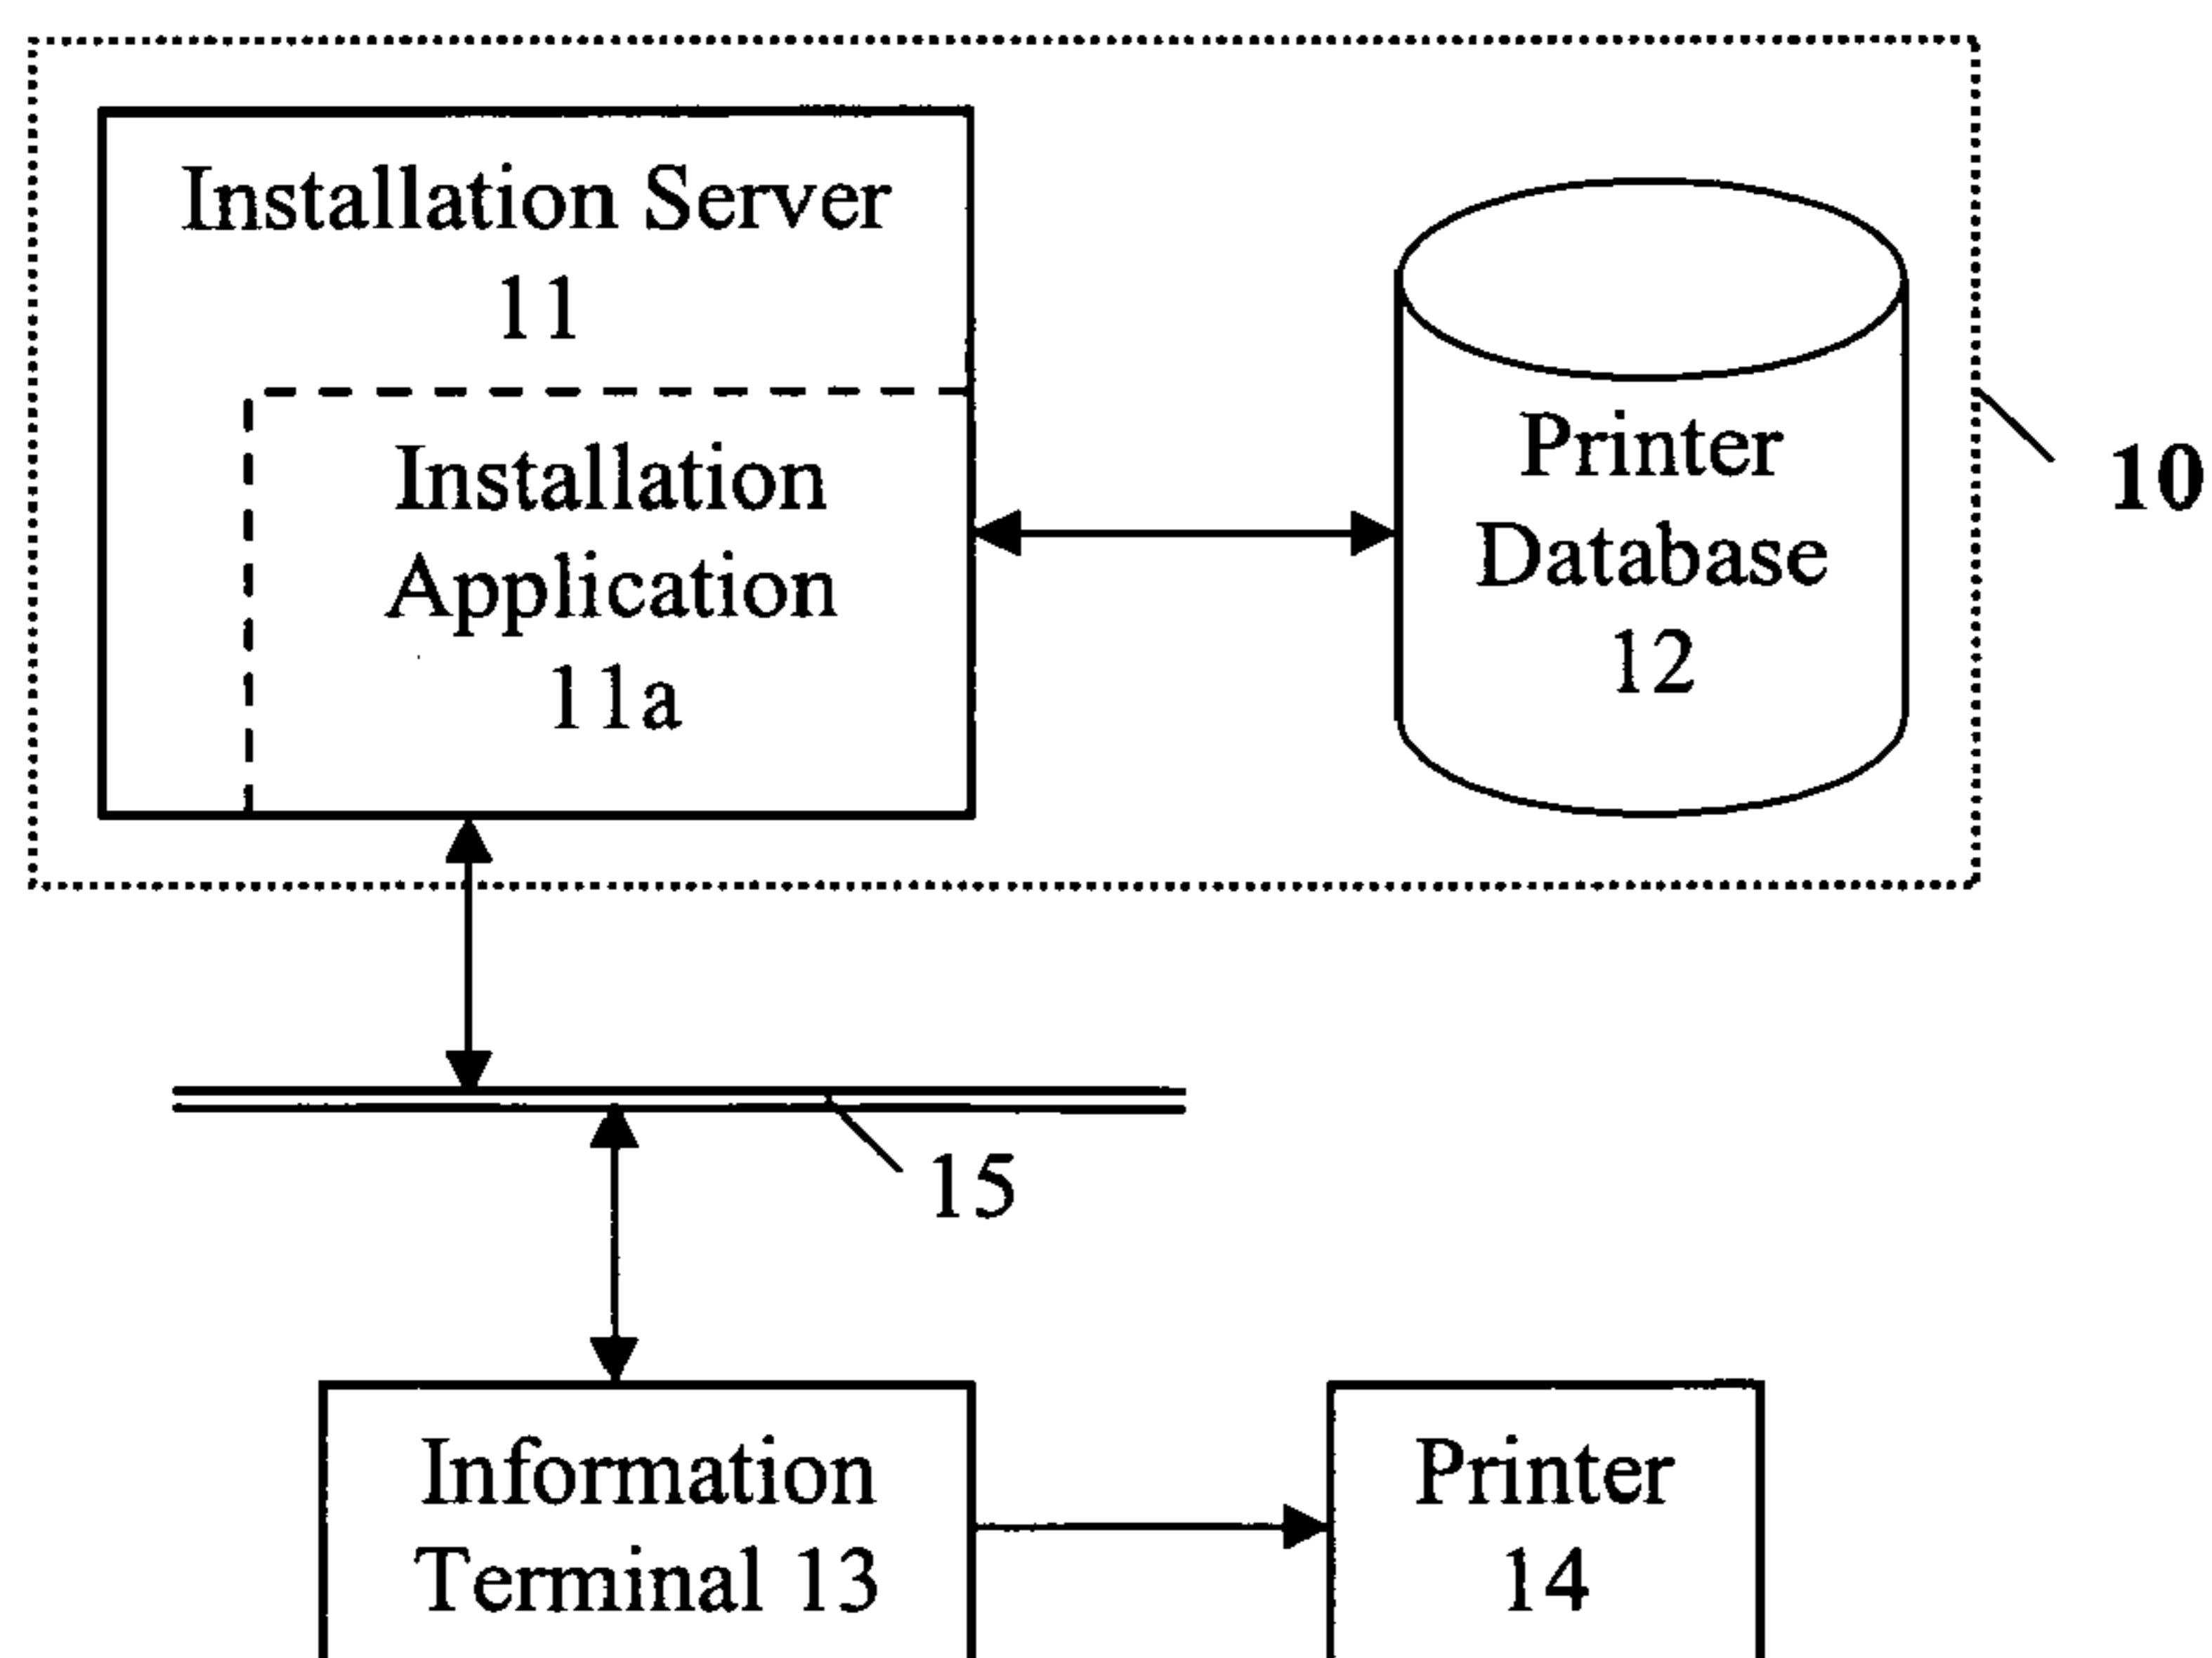 Installation Server
11
Installation
Application
11a
Printer
Database
12
10
15
Information
Terminal 13
Printer
14